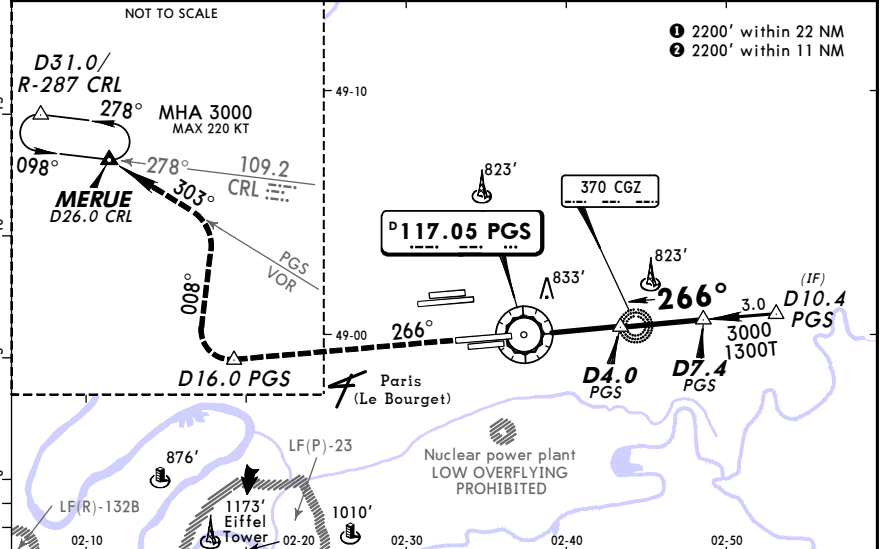 NOT TO SCALE
❶ 2200' within 22 NM
❷ 2200' within 11 NM
D31.0/
R-287 CRL
278°
MHA 3000
MAX 220 KT
098°
278°
109.2
CRL
303°
MERUE
D26.0 CRL
PGS
VOR
008°
266°
D16.0 PGS
49-10
823'
370 CGZ
D117.05 PGS
833'
823'
266°
(IF)
D10.4
PGS
3.0
3000
1300T
49-00
D4.0
PGS
D7.4
PGS
Paris
(Le Bourget)
Nuclear power plant
LOW OVERFLYING
PROHIBITED
876'
LF(P)-23
LF(R)-132B
1173'
Eiffel
Tower
1010'
02-10
02-20
02-30
02-40
02-50